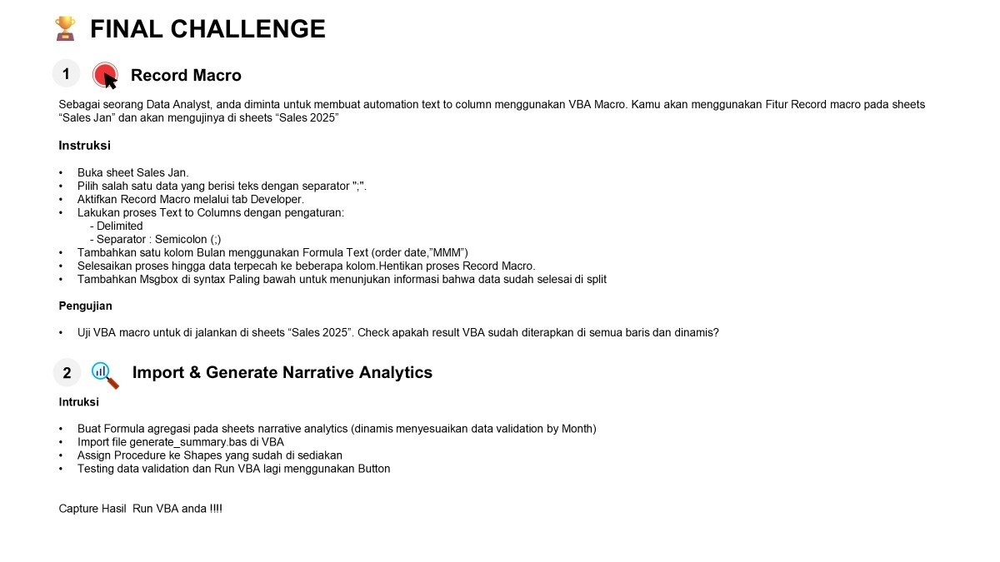 FINAL CHALLENGE
1
Record Macro
Sebagai seorang Data Analyst, anda diminta untuk membuat automation text to column menggunakan VBA Macro. Kamu akan menggunakan Fitur Record macro pada sheets
“Sales Jan” dan akan mengujinya di sheets “Sales 2025”
Instruksi
• Buka sheet Sales Jan.
• Pilih salah satu data yang berisi teks dengan separator ";".
• Aktifkan Record Macro melalui tab Developer.
• Lakukan proses Text to Columns dengan pengaturan:
- Delimited
- Separator : Semicolon (;)
• Tambahkan satu kolom Bulan menggunakan Formula Text (order date,”MMM”)
• Selesaikan proses hingga data terpecah ke beberapa kolom.Hentikan proses Record Macro.
• Tambahkan Msgbox di syntax Paling bawah untuk menunjukan informasi bahwa data sudah selesai di split
Pengujian
• Uji VBA macro untuk di jalankan di sheets “Sales 2025”. Check apakah result VBA sudah diterapkan di semua baris dan dinamis?
2
Import & Generate Narrative Analytics
Intruksi
• Buat Formula agregasi pada sheets narrative analytics (dinamis menyesuaikan data validation by Month)
• Import file generate_summary.bas di VBA
• Assign Procedure ke Shapes yang sudah di sediakan
• Testing data validation dan Run VBA lagi menggunakan Button
Capture Hasil  Run VBA anda !!!!